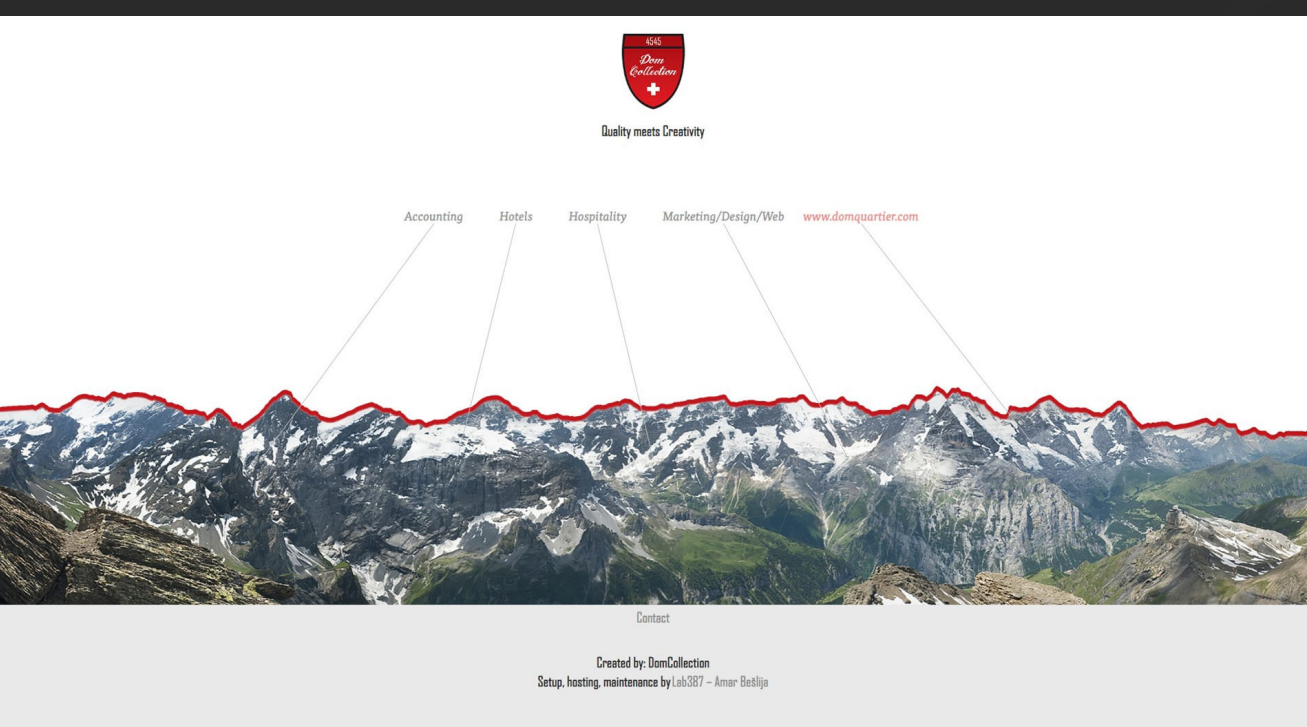 4545
Dom
Collection
Quality meets Creativity
Accounting Hotels Hospitality Marketing/Design/Web www.domquartier.com
Contact
Created by: DomCollection
Setup, hosting, maintenance by Lab387 – Amar Bešlija